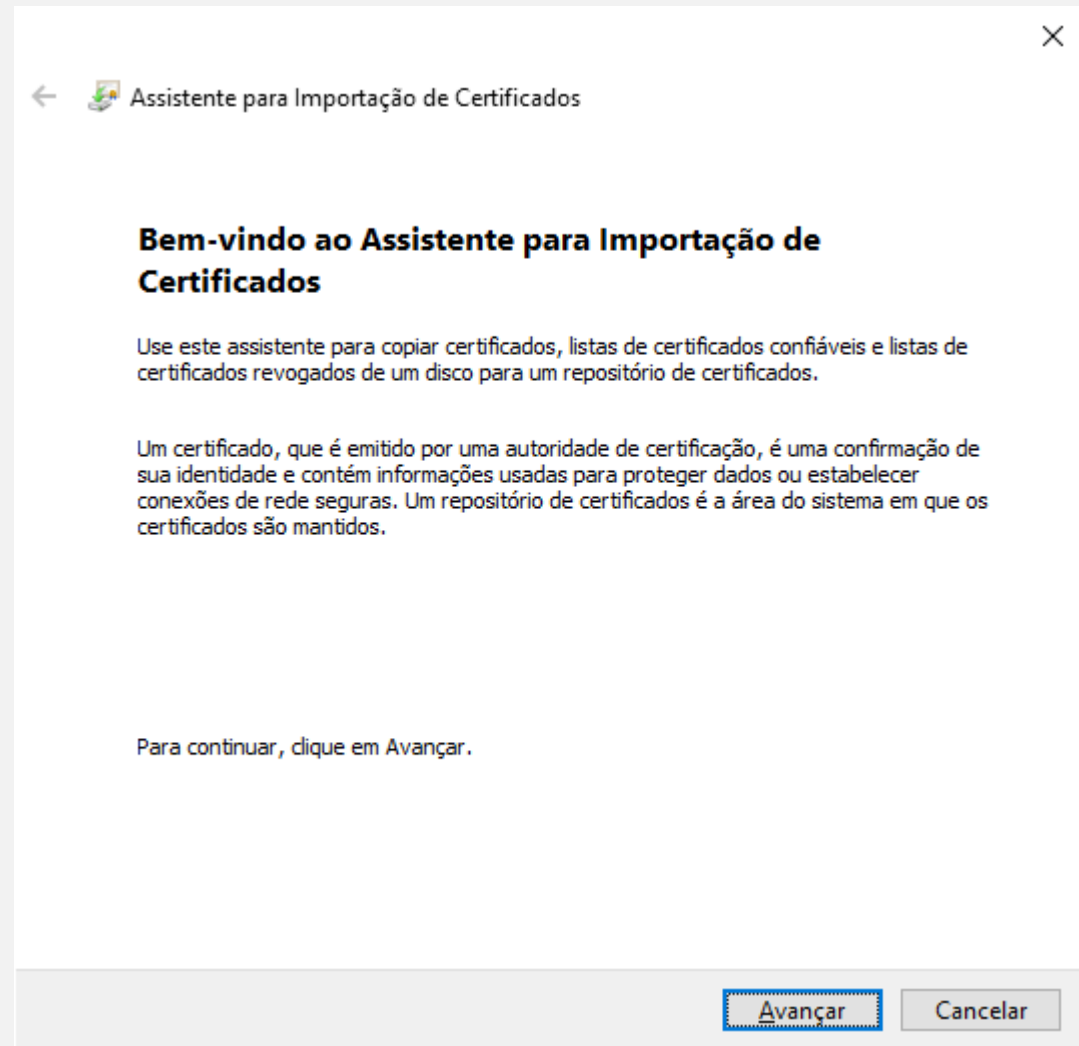 Assistente para Importação de Certificados
Bem-vindo ao Assistente para Importação de
Certificados
Use este assistente para copiar certificados, listas de certificados confiáveis e listas de
certificados revogados de um disco para um repositório de certificados.
Um certificado, que é emitido por uma autoridade de certificação, é uma confirmação de
sua identidade e contém informações usadas para proteger dados ou estabelecer
conexões de rede seguras. Um repositório de certificados é a área do sistema em que os
certificados são mantidos.
Para continuar, clique em Avançar.
Avançar Cancelar